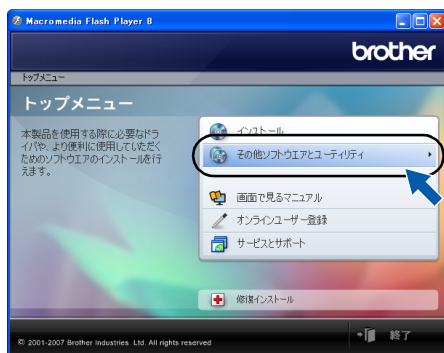 Macromedia Flash Player 8
brother
トップメニュー
トップメニュー
本製品を使用する際に必要なドラ
イバや、より便利に使用していただく
ためのソフトウエアのインストールを行
えます。
インストール
その他ソフトウエアとユーティリティ
画面で見るマニュアル
オンラインユーザー登録
サービスとサポート
修復インストール
© 2001-2007 Brother Industries Ltd. All rights reserved
終了